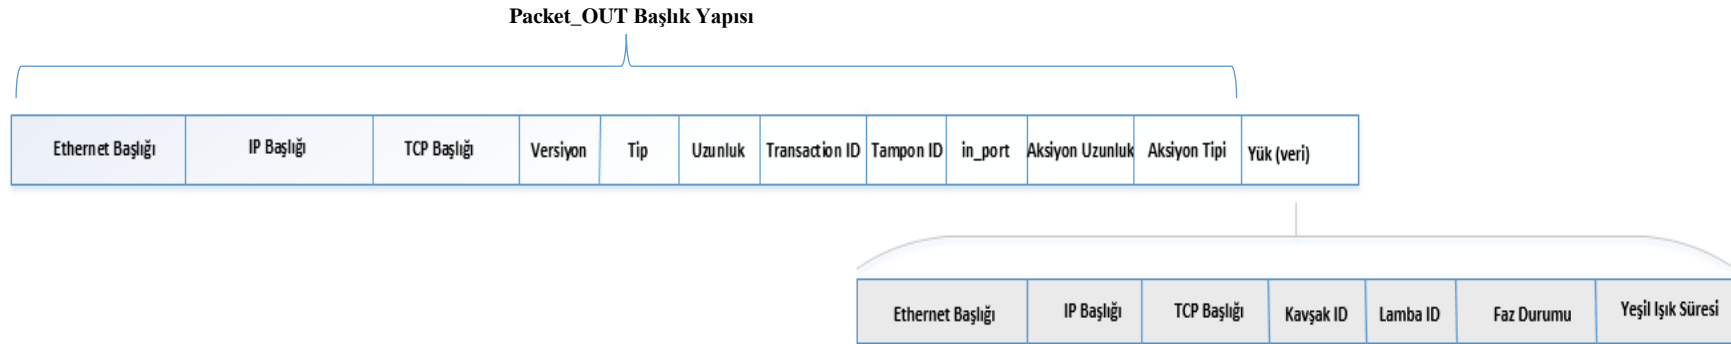 Packet_OUT Başlık Yapısı
Ethernet Başlığı IP Başlığı TCP Başlığı Versiyon Tip Uzunluk Transaction ID Tampon ID in_port Aksiyon Uzunluk Aksiyon Tipi Yük (veri)
Ethernet Başlığı IP Başlığı TCP Başlığı Kavşak ID Lamba ID Faz Durumu Yeşil Işık Süresi